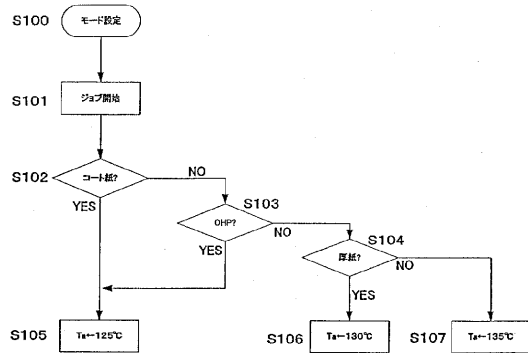 S100
モード設定
S101
ジョブ開始
S102
コート紙?
NO
YES
S103
OHP?
NO
YES
S104
厚紙?
NO
YES
S105
Ta←125℃
S106
Ta←130℃
S107
Ta←135℃